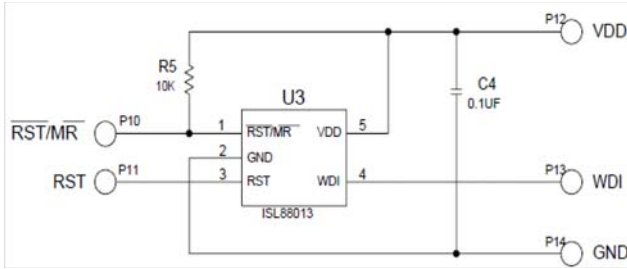 P12 VDD
R5
10K
C4
0.1UF
U3
RST/MR P10 1 RST/MR VDD 5
2 GND
RST P11 3 RST WDI 4 P13 WDI
ISL88013
P14 GND